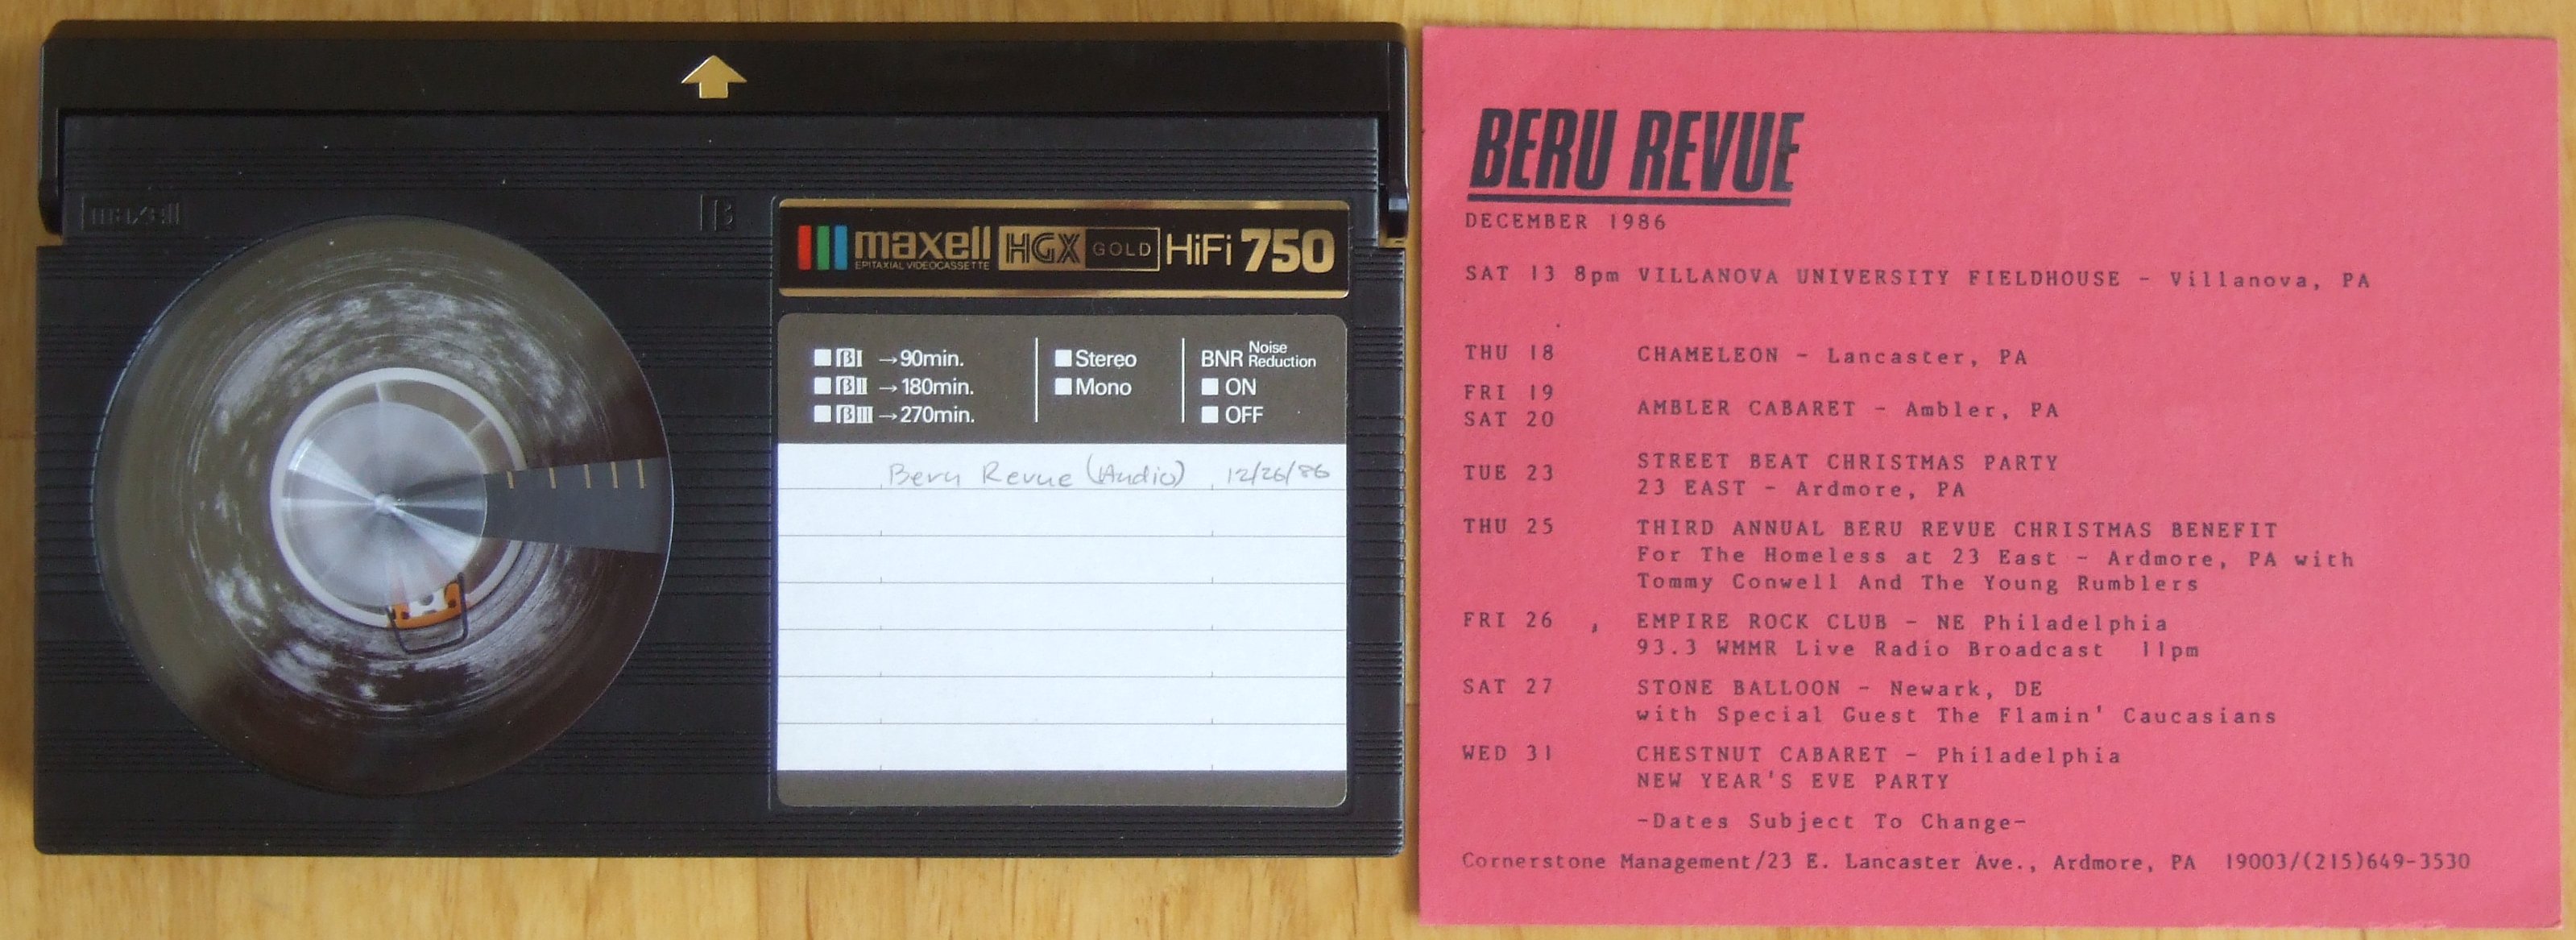 maxell
β
maxell HGX GOLD HiFi 750
EPITAXIAL VIDEOCASSETTE
βI →90min.
βII →180min.
βIII →270min.
Stereo
Mono
BNR Noise Reduction
ON
OFF
Beru Revue (Audio) 12/26/86
BERU REVUE
DECEMBER 1986
SAT 13 8pm VILLANOVA UNIVERSITY FIELDHOUSE - Villanova, PA
THU 18 CHAMELEON - Lancaster, PA
FRI 19
SAT 20 AMBLER CABARET - Ambler, PA
TUE 23 STREET BEAT CHRISTMAS PARTY
23 EAST - Ardmore, PA
THU 25 THIRD ANNUAL BERU REVUE CHRISTMAS BENEFIT
For The Homeless at 23 East - Ardmore, PA with
Tommy Conwell And The Young Rumblers
FRI 26 , EMPIRE ROCK CLUB - NE Philadelphia
93.3 WMMR Live Radio Broadcast 11pm
SAT 27 STONE BALLOON - Newark, DE
with Special Guest The Flamin' Caucasians
WED 31 CHESTNUT CABARET - Philadelphia
NEW YEAR'S EVE PARTY
-Dates Subject To Change-
Cornerstone Management/23 E. Lancaster Ave., Ardmore, PA 19003/(215)649-3530